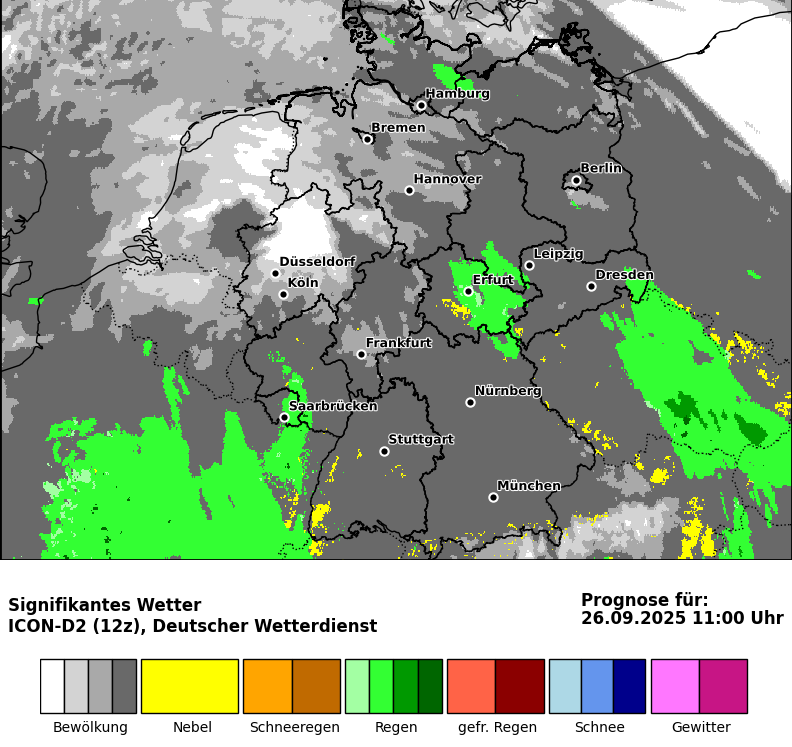 Hamburg
Bremen
Berlin
Hannover
Leipzig
Düsseldorf
Dresden
Köln
Erfurt
Frankfurt
Nürnberg
Saarbrücken
Stuttgart
München
Signifikantes Wetter
ICON-D2 (12z), Deutscher Wetterdienst
Prognose für:
26.09.2025 11:00 Uhr
Bewölkung
Nebel
Schneeregen
Regen
gefr. Regen
Schnee
Gewitter